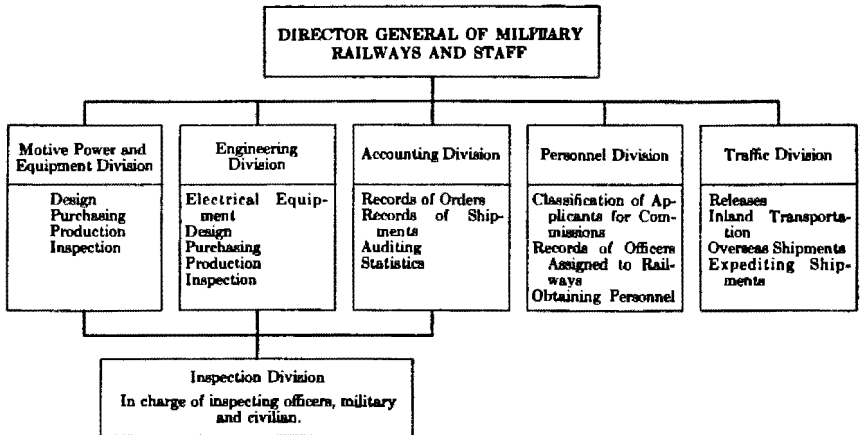 DIRECTOR GENERAL OF MILITARY
RAILWAYS AND STAFF
Motive Power and
Equipment Division
Design
Purchasing
Production
Inspection
Engineering
Division
Electrical Equip-
ment
Design
Purchasing
Production
Inspection
Accounting Division
Records of Orders
Records of Ship-
ments
Auditing
Statistics
Personnel Division
Classification of Ap-
plicants for Com-
missions
Records of Officers
Assigned to Rail-
ways
Obtaining Personnel
Traffic Division
Releases
Inland Transporta-
tion
Overseas Shipments
Expediting Ship-
ments
Inspection Division
In charge of inspecting officers, military
and civilian.